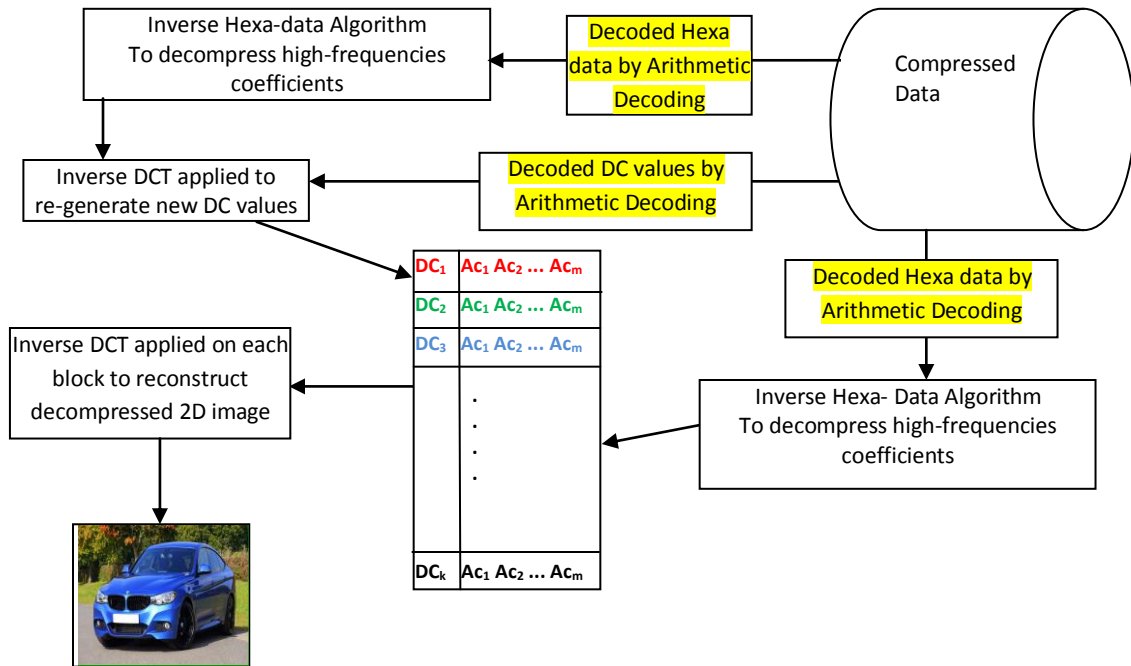 Inverse Hexa-data Algorithm
To decompress high-frequencies
coefficients
Decoded Hexa
data by Arithmetic
Decoding
Compressed
Data
Inverse DCT applied to
re-generate new DC values
Decoded DC values by
Arithmetic Decoding
DC₁ Ac₁ Ac₂ ... Acₘ
DC₂ Ac₁ Ac₂ ... Acₘ
DC₃ Ac₁ Ac₂ ... Acₘ
.
.
.
.
DCₖ Ac₁ Ac₂ ... Acₘ
Decoded Hexa data by
Arithmetic Decoding
Inverse Hexa- Data Algorithm
To decompress high-frequencies
coefficients
Inverse DCT applied on each
block to reconstruct
decompressed 2D image